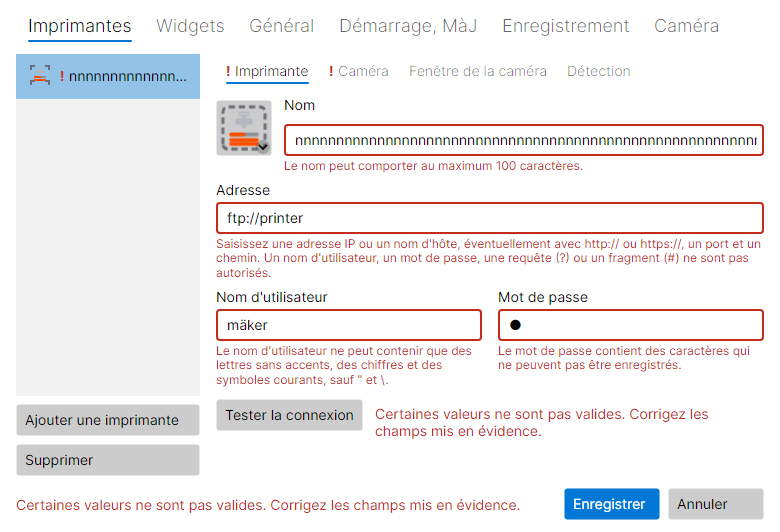 Imprimantes Widgets Général Démarrage, MàJ Enregistrement Caméra
! nnnnnnnnnnnnn...
! Imprimante ! Caméra Fenêtre de la caméra Détection
Nom
nnnnnnnnnnnnnnnnnnnnnnnnnnnnnnnnnnnnnnnnnnnnnnnnnnnnnnnn
Le nom peut comporter au maximum 100 caractères.
Adresse
ftp://printer
Saisissez une adresse IP ou un nom d'hôte, éventuellement avec http:// ou https://, un port et un
chemin. Un nom d'utilisateur, un mot de passe, une requête (?) ou un fragment (#) ne sont pas
autorisés.
Nom d'utilisateur Mot de passe
mäker ●
Le nom d'utilisateur ne peut contenir que des
lettres sans accents, des chiffres et des
symboles courants, sauf " et \.
Le mot de passe contient des caractères qui
ne peuvent pas être enregistrés.
Ajouter une imprimante
Supprimer
Tester la connexion
Certaines valeurs ne sont pas valides. Corrigez les
champs mis en évidence.
Certaines valeurs ne sont pas valides. Corrigez les champs mis en évidence.
Enregistrer Annuler